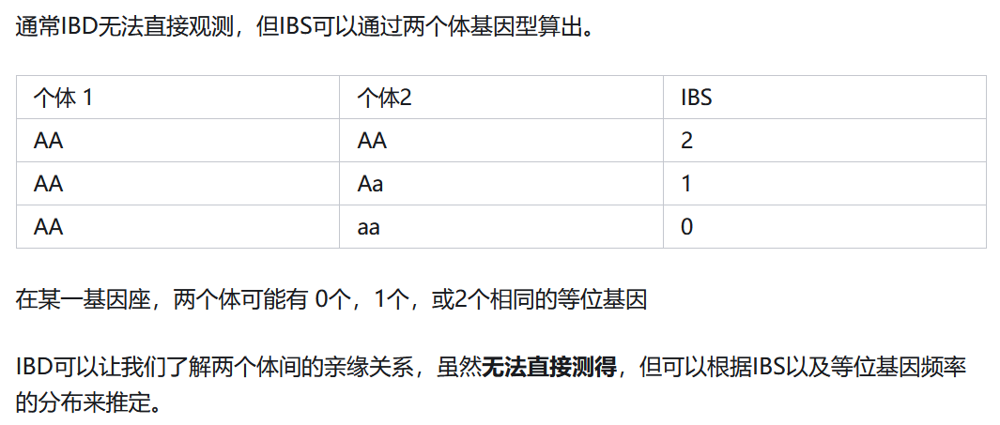 通常IBD无法直接观测，但IBS可以通过两个体基因型算出。
个体 1 个体2 IBS
AA AA 2
AA Aa 1
AA aa 0
在某一基因座，两个体可能有 0个，1个，或2个相同的等位基因
IBD可以让我们了解两个体间的亲缘关系，虽然无法直接测得，但可以根据IBS以及等位基因频率
的分布来推定。